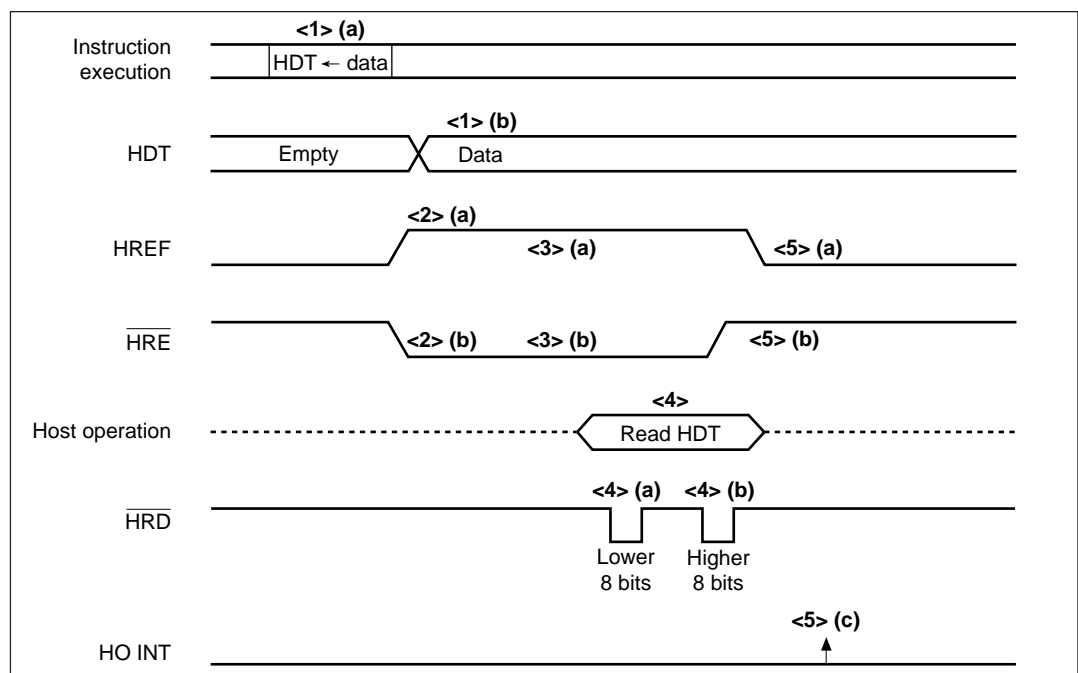 <1> (a)
Instruction
execution
HDT ← data
<1> (b)
HDT
Empty
Data
<2> (a)
HREF
<3> (a)
<5> (a)
HRE
<2> (b)
<3> (b)
<5> (b)
<4>
Host operation
Read HDT
<4> (a)
<4> (b)
HRD
Lower
8 bits
Higher
8 bits
<5> (c)
HO INT